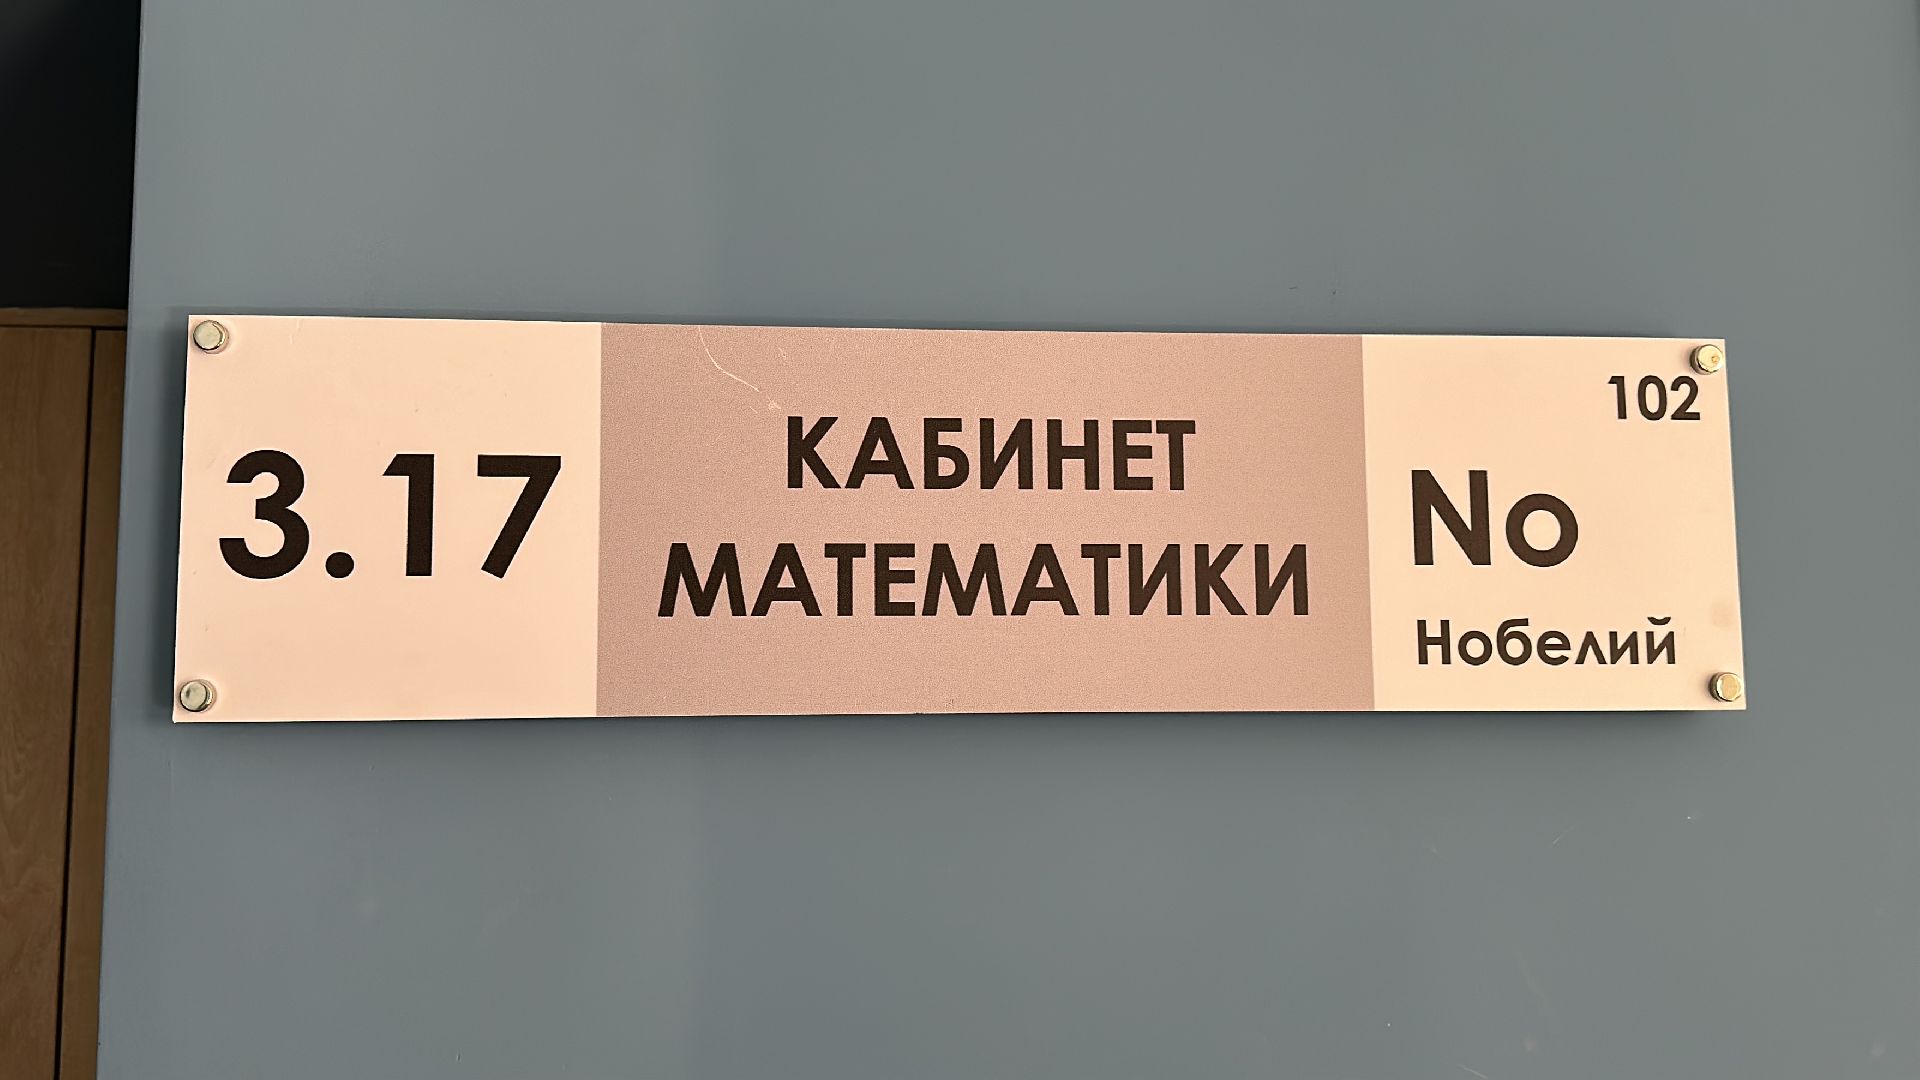 3.17
КАБИНЕТ
МАТЕМАТИКИ
102
No
Нобелий